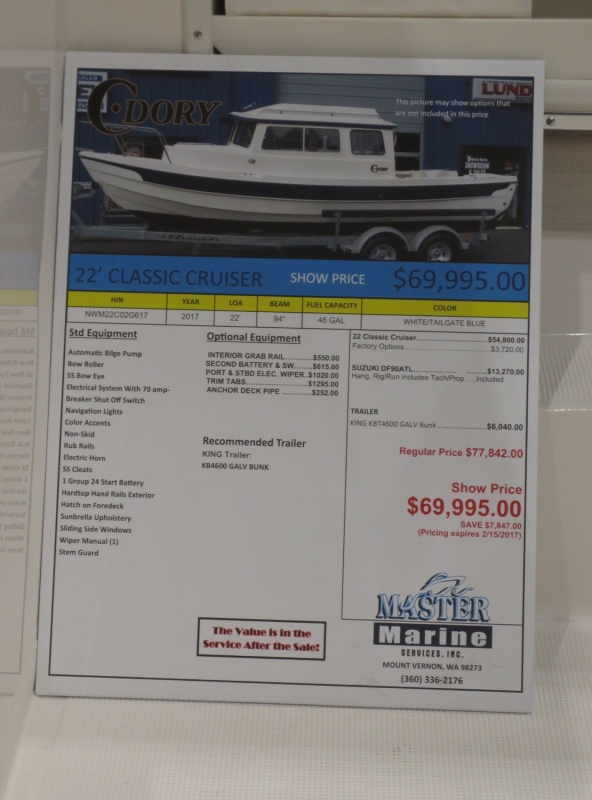 C·DORY
LUND
This picture may show options that
are not included in this price
C·DORY
22' CLASSIC CRUISER SHOW PRICE $69,995.00
HIN YEAR LOA BEAM FUEL CAPACITY COLOR
NWM22C02G617 2017 22' 94" 46 GAL WHITE/TAILGATE BLUE
Std Equipment
Automatic Bilge Pump
Bow Roller
SS Bow Eye
Electrical System With 70 amp-
Breaker Shut Off Switch
Navigation Lights
Color Accents
Non-Skid
Rub Rails
Electric Horn
SS Cleats
1 Group 24 Start Battery
Hardtop Hand Rails Exterior
Hatch on Foredeck
Sunbrella Upholstery
Sliding Side Windows
Wiper Manual (1)
Stem Guard
Optional Equipment
INTERIOR GRAB RAIL..............$550.00
SECOND BATTERY & SW.......$615.00
PORT & STBD ELEC. WIPER..$1020.00
TRIM TABS.........................$1295.00
ANCHOR DECK PIPE ............$252.00
Recommended Trailer
KING Trailer:
KB4600 GALV BUNK
22 Classic Cruiser.........................$54,800.00
Factory Options.............................$3,720.00
SUZUKI DF90ATL.................. ........$13,270.00
Hang, Rig/Run includes Tach/Prop.....included
TRAILER
KING KBT4600 GALV Bunk ..................$6,040.00
Regular Price $77,842.00
Show Price
$69,995.00
SAVE $7,847.00
(Pricing expires 2/15/2017)
The Value is in the
Service After the Sale!
MASTER
Marine
SERVICES, INC.
MOUNT VERNON, WA 98273
(360) 336-2176